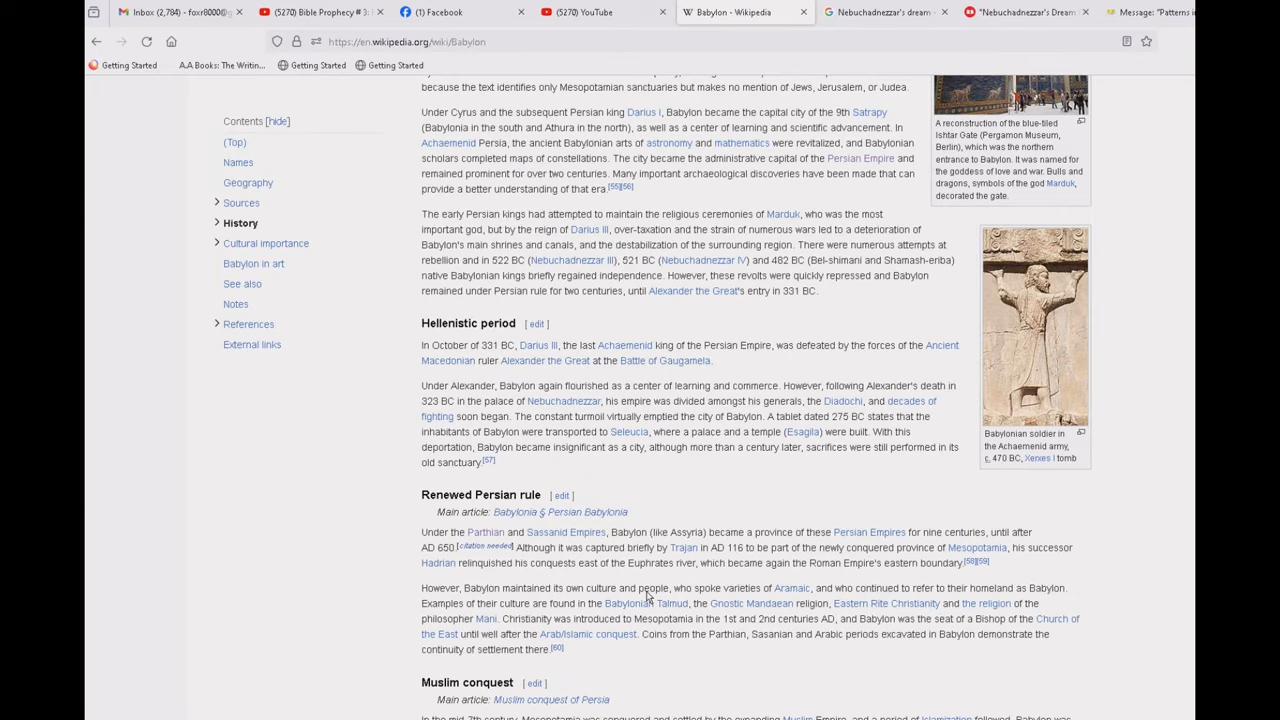 Inbox (2,784) - foxr8000@g
(5270) Bible Prophecy # 3:
(1) Facebook
(5270) YouTube
Babylon - Wikipedia
Nebuchadnezzar's dream -
"Nebuchadnezzar's Dream
Message: "Patterns in
https://en.wikipedia.org/wiki/Babylon
Getting Started
A.A Books: The Writin...
Getting Started
Getting Started
because the text identifies only Mesopotamian sanctuaries but makes no mention of Jews, Jerusalem, or Judea.
Under Cyrus and the subsequent Persian king Darius I, Babylon became the capital city of the 9th Satrapy
(Babylonia in the south and Athura in the north), as well as a center of learning and scientific advancement. In
Achaemenid Persia, the ancient Babylonian arts of astronomy and mathematics were revitalized, and Babylonian
scholars completed maps of constellations. The city became the administrative capital of the Persian Empire and
remained prominent for over two centuries. Many important archaeological discoveries have been made that can
provide a better understanding of that era.[55][56]
The early Persian kings had attempted to maintain the religious ceremonies of Marduk, who was the most
important god, but by the reign of Darius III, over-taxation and the strain of numerous wars led to a deterioration of
Babylon's main shrines and canals, and the destabilization of the surrounding region. There were numerous attempts at
rebellion and in 522 BC (Nebuchadnezzar III), 521 BC (Nebuchadnezzar IV) and 482 BC (Bel-shimani and Shamash-eriba)
native Babylonian kings briefly regained independence. However, these revolts were quickly repressed and Babylon
remained under Persian rule for two centuries, until Alexander the Great's entry in 331 BC.
Hellenistic period [ edit ]
In October of 331 BC, Darius III, the last Achaemenid king of the Persian Empire, was defeated by the forces of the Ancient
Macedonian ruler Alexander the Great at the Battle of Gaugamela.
Under Alexander, Babylon again flourished as a center of learning and commerce. However, following Alexander's death in
323 BC in the palace of Nebuchadnezzar, his empire was divided amongst his generals, the Diadochi, and decades of
fighting soon began. The constant turmoil virtually emptied the city of Babylon. A tablet dated 275 BC states that the
inhabitants of Babylon were transported to Seleucia, where a palace and a temple (Esagila) were built. With this
deportation, Babylon became insignificant as a city, although more than a century later, sacrifices were still performed in its
old sanctuary.[57]
Renewed Persian rule [ edit ]
Main article: Babylonia § Persian Babylonia
Under the Parthian and Sassanid Empires, Babylon (like Assyria) became a province of these Persian Empires for nine centuries, until after
AD 650.[citation needed] Although it was captured briefly by Trajan in AD 116 to be part of the newly conquered province of Mesopotamia, his successor
Hadrian relinquished his conquests east of the Euphrates river, which became again the Roman Empire's eastern boundary.[58][59]
However, Babylon maintained its own culture and people, who spoke varieties of Aramaic, and who continued to refer to their homeland as Babylon.
Examples of their culture are found in the Babylonian Talmud, the Gnostic Mandaean religion, Eastern Rite Christianity and the religion of the
philosopher Mani. Christianity was introduced to Mesopotamia in the 1st and 2nd centuries AD, and Babylon was the seat of a Bishop of the Church of
the East until well after the Arab/Islamic conquest. Coins from the Parthian, Sasanian and Arabic periods excavated in Babylon demonstrate the
continuity of settlement there.[60]
Muslim conquest [ edit ]
Main article: Muslim conquest of Persia
In the mid-7th century, Mesopotamia was conquered and settled by the expanding Muslim Empire, and a period of Islamization followed. Babylon was
Contents [hide]
(Top)
Names
Geography
Sources
History
Cultural importance
Babylon in art
See also
Notes
References
External links
A reconstruction of the blue-tiled
Ishtar Gate (Pergamon Museum,
Berlin), which was the northern
entrance to Babylon. It was named for
the goddess of love and war. Bulls and
dragons, symbols of the god Marduk,
decorated the gate.
Babylonian soldier in
the Achaemenid army,
c. 470 BC, Xerxes I tomb